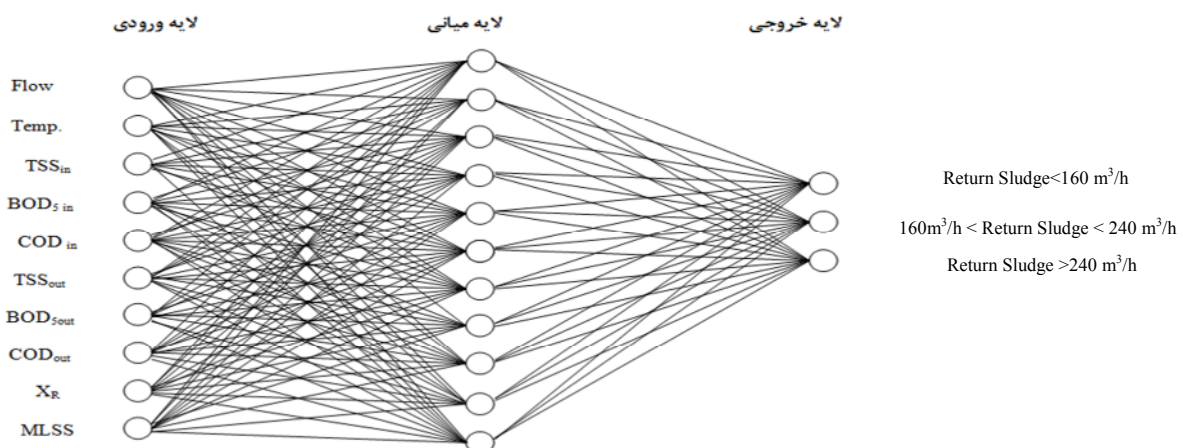 لایه ورودی
لایه میانی
لایه خروجی
Flow
Temp.
TSSin
BOD5 in
COD in
TSSout
BOD5out
CODout
XR
MLSS
Return Sludge<160 m³/h
160m³/h < Return Sludge < 240 m³/h
Return Sludge >240 m³/h